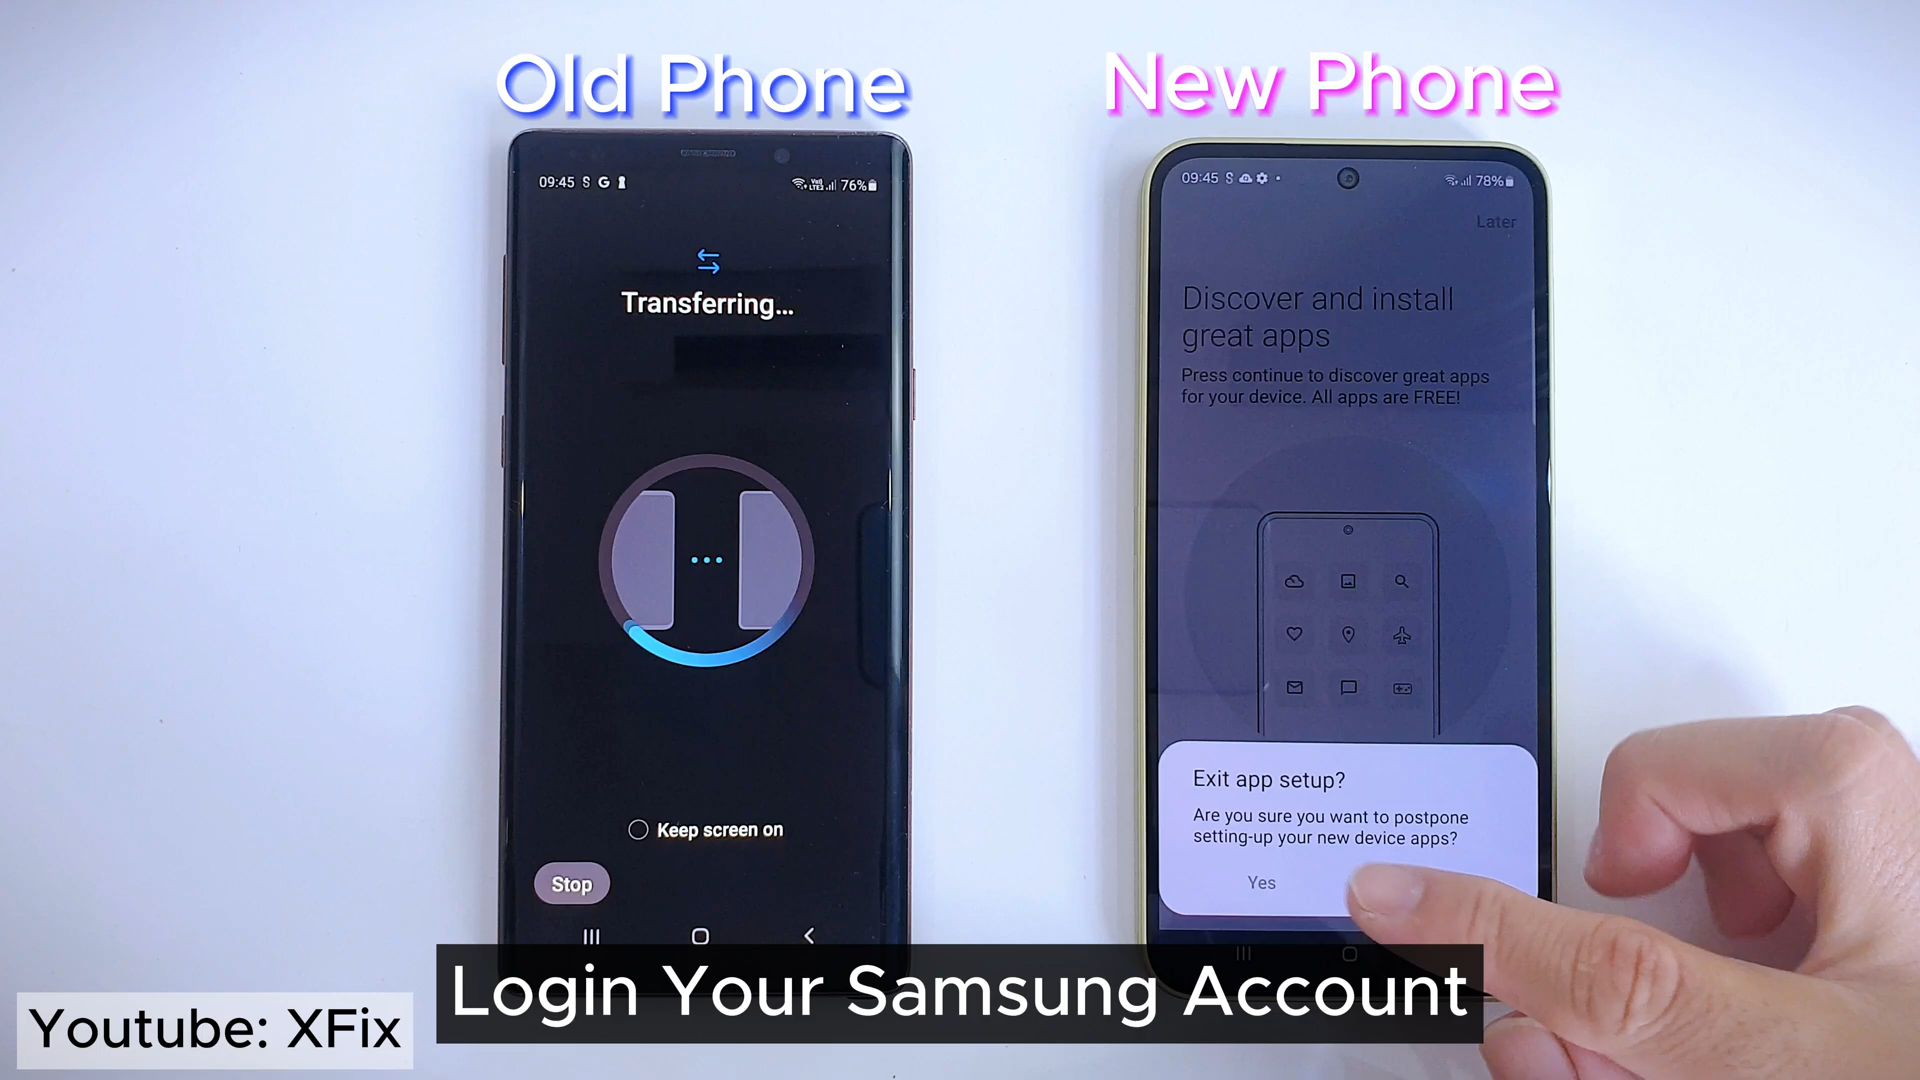 Old Phone
New Phone
09:45 S G
76%
Transferring...
Keep screen on
Stop
09:45 S
78%
Later
Discover and install
great apps
Press continue to discover great apps
for your device. All apps are FREE!
Exit app setup?
Are you sure you want to postpone
setting-up your new device apps?
Yes
Login Your Samsung Account
Youtube: XFix